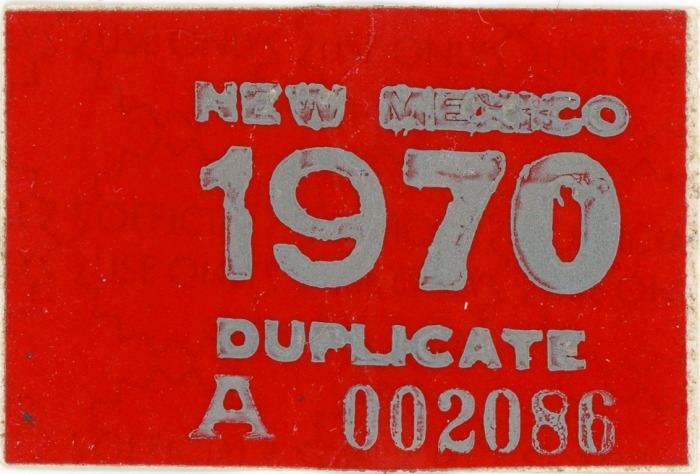 NEW MEXICO
1970
DUPLICATE
A 002086